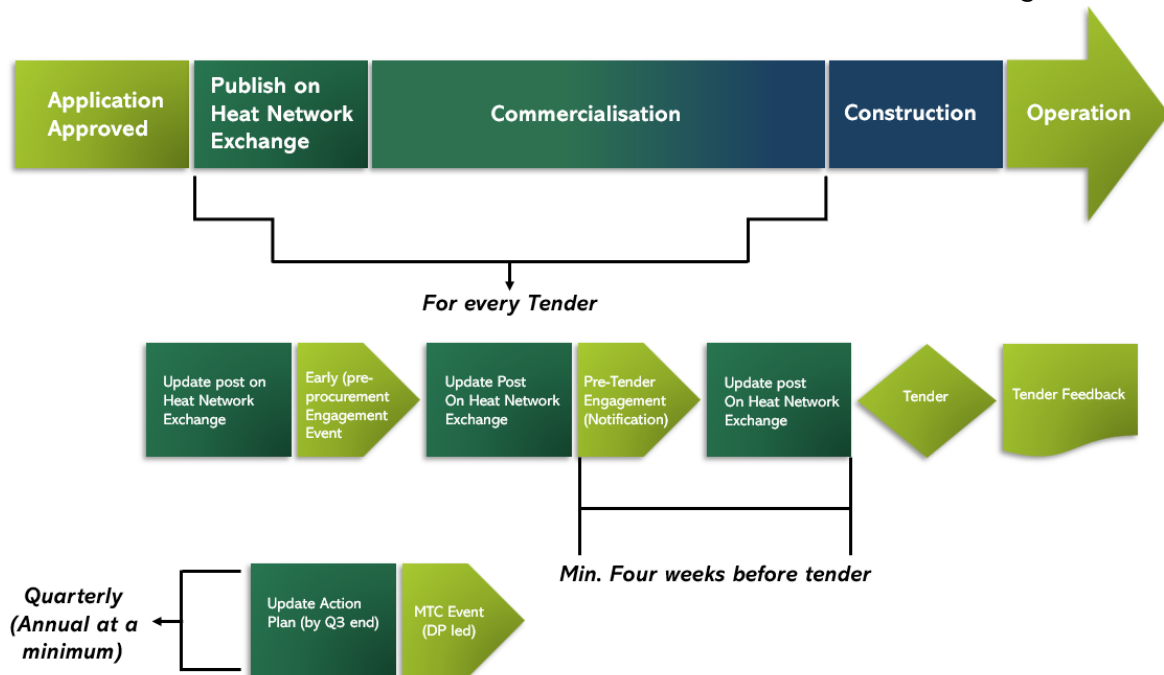 Application
Approved
Publish on
Heat Network
Exchange
Commercialisation
Construction
Operation
For every Tender
Update post on
Heat Network
Exchange
Early (pre-
procurement
Engagement
Event
Update Post
On Heat Network
Exchange
Pre-Tender
Engagement
(Notification)
Update post
On Heat Network
Exchange
Tender
Tender Feedback
Min. Four weeks before tender
Quarterly
(Annual at a
minimum)
Update Action
Plan (by Q3 end)
MTC Event
(DP led)